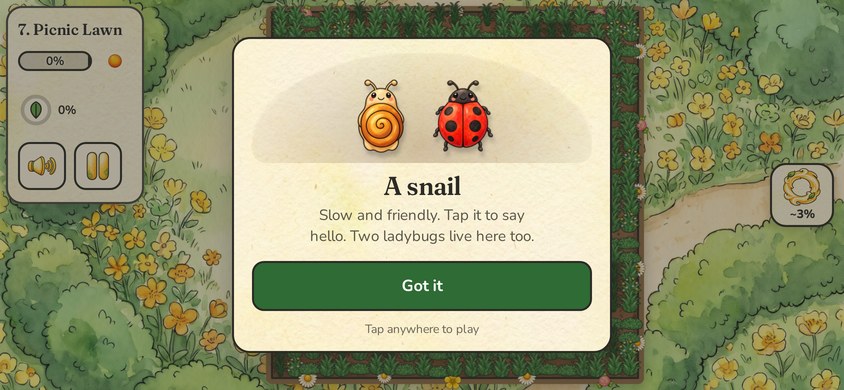 7. Picnic Lawn
0%
0%
A snail
Slow and friendly. Tap it to say
hello. Two ladybugs live here too.
Got it
Tap anywhere to play
~3%